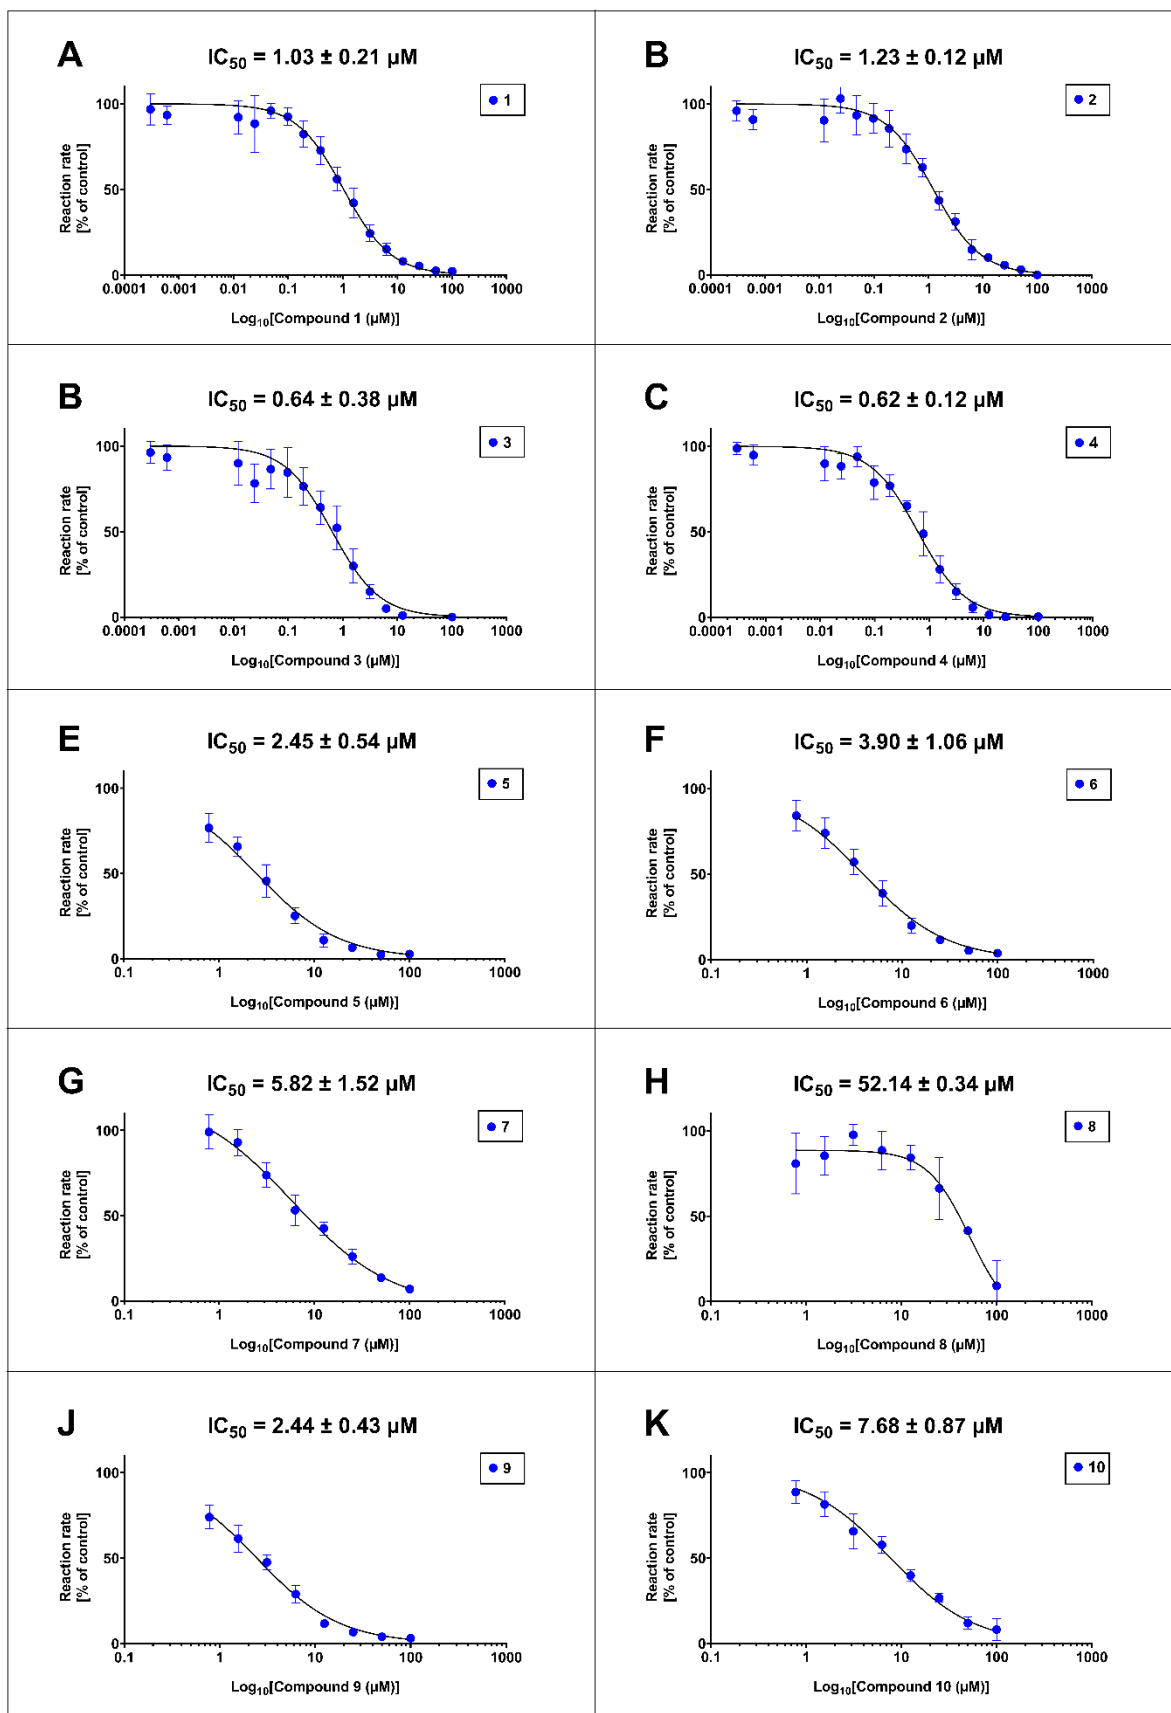 A
IC50 = 1.03 ± 0.21 µM
1
Reaction rate
[% of control]
100
50
0
0.0001 0.001 0.01 0.1 1 10 100 1000
Log10[Compound 1 (µM)]
B
IC50 = 1.23 ± 0.12 µM
2
Reaction rate
[% of control]
100
50
0
0.0001 0.001 0.01 0.1 1 10 100 1000
Log10[Compound 2 (µM)]
B
IC50 = 0.64 ± 0.38 µM
3
Reaction rate
[% of control]
100
50
0
0.0001 0.001 0.01 0.1 1 10 100 1000
Log10[Compound 3 (µM)]
C
IC50 = 0.62 ± 0.12 µM
4
Reaction rate
[% of control]
100
50
0
0.0001 0.001 0.01 0.1 1 10 100 1000
Log10[Compound 4 (µM)]
E
IC50 = 2.45 ± 0.54 µM
5
Reaction rate
[% of control]
100
50
0
0.1 1 10 100 1000
Log10[Compound 5 (µM)]
F
IC50 = 3.90 ± 1.06 µM
6
Reaction rate
[% of control]
100
50
0
0.1 1 10 100 1000
Log10[Compound 6 (µM)]
G
IC50 = 5.82 ± 1.52 µM
7
Reaction rate
[% of control]
100
50
0
0.1 1 10 100 1000
Log10[Compound 7 (µM)]
H
IC50 = 52.14 ± 0.34 µM
8
Reaction rate
[% of control]
100
50
0
0.1 1 10 100 1000
Log10[Compound 8 (µM)]
J
IC50 = 2.44 ± 0.43 µM
9
Reaction rate
[% of control]
100
50
0
0.1 1 10 100 1000
Log10[Compound 9 (µM)]
K
IC50 = 7.68 ± 0.87 µM
10
Reaction rate
[% of control]
100
50
0
0.1 1 10 100 1000
Log10[Compound 10 (µM)]